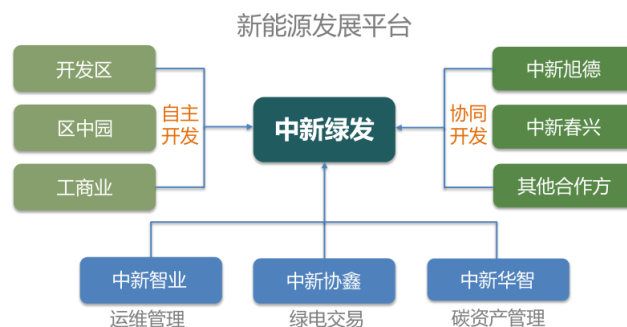 新能源发展平台
开发区
区中园
工商业
自主
开发
中新绿发
协同
开发
中新旭德
中新春兴
其他合作方
中新智业
运维管理
中新协鑫
绿电交易
中新华智
碳资产管理